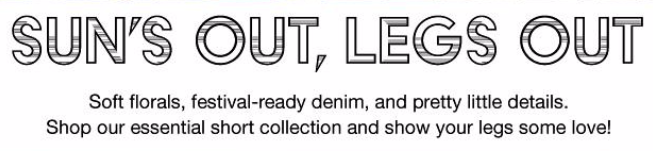 SUN'S OUT, LEGS OUT
Soft florals, festival-ready denim, and pretty little details.
Shop our essential short collection and show your legs some love!